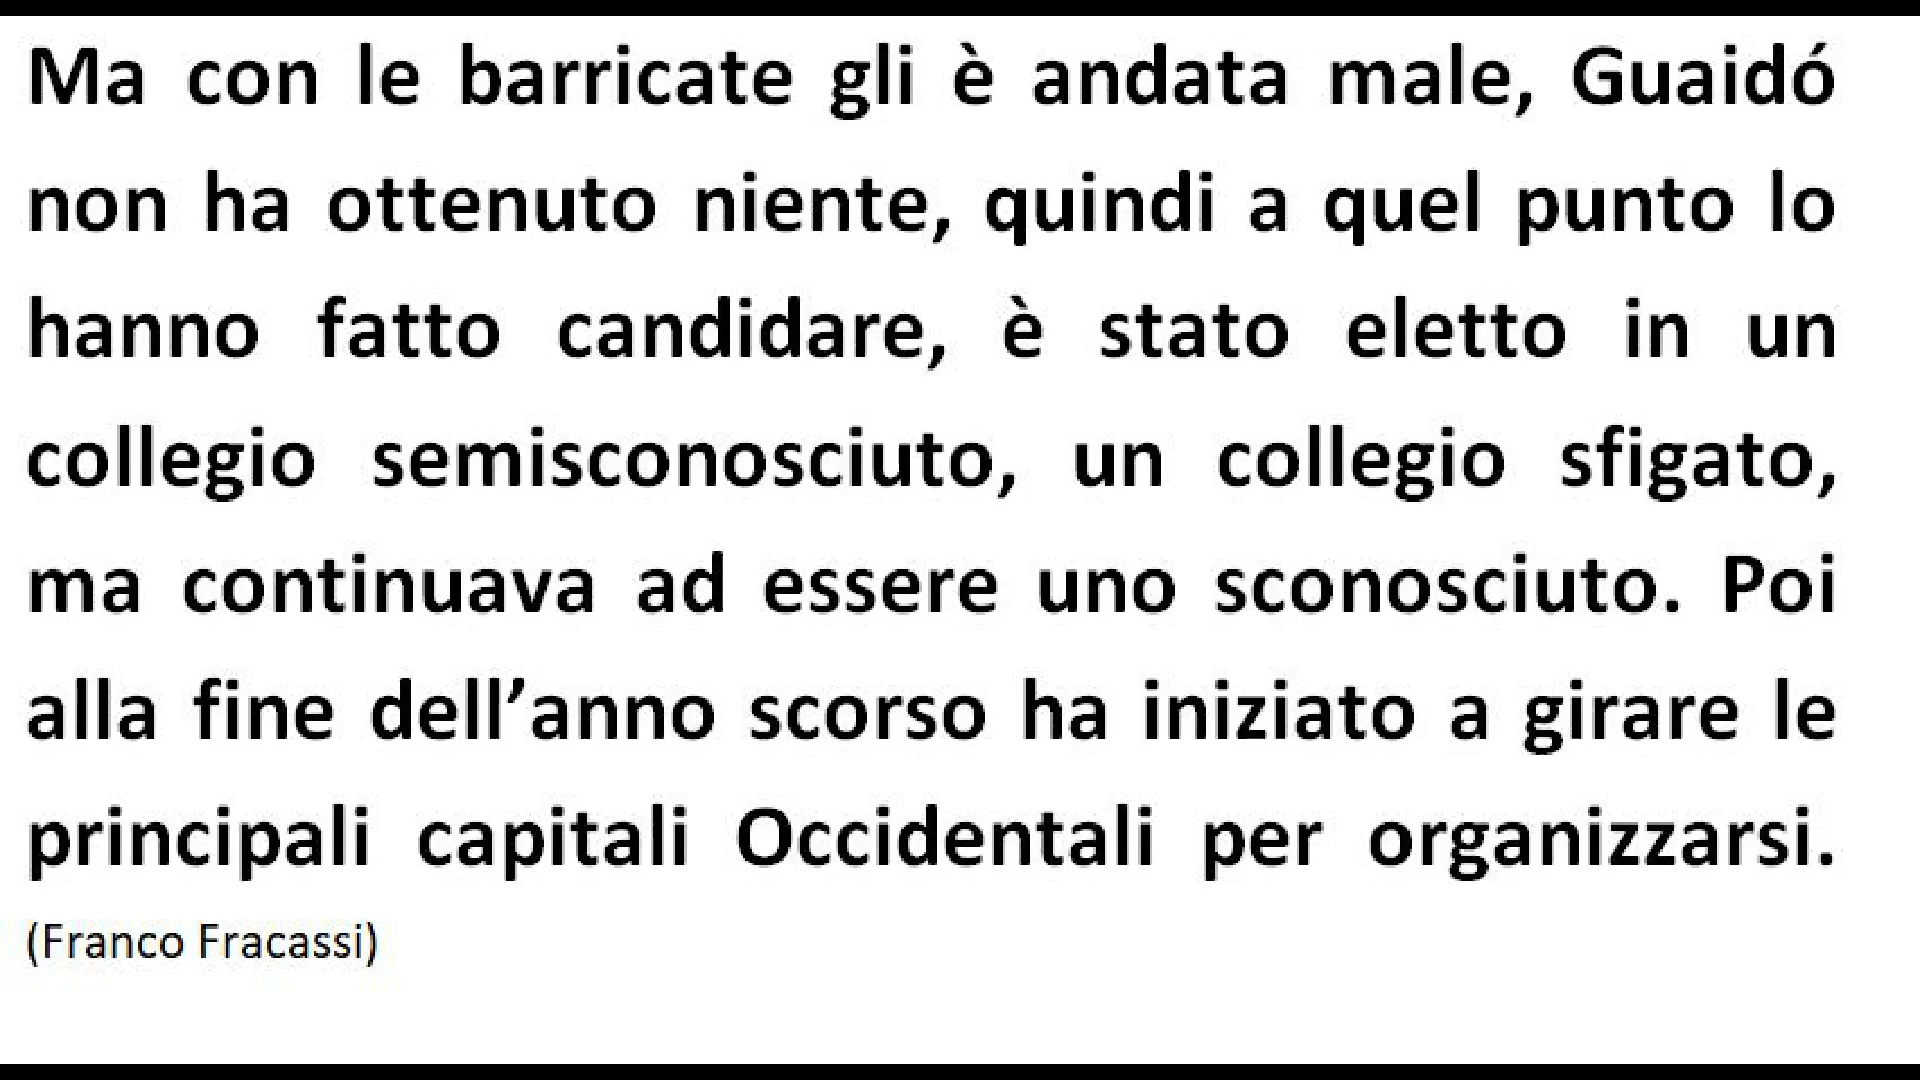 Ma con le barricate gli è andata male, Guaidó
non ha ottenuto niente, quindi a quel punto lo
hanno fatto candidare, è stato eletto in un
collegio semisconosciuto, un collegio sfigato,
ma continuava ad essere uno sconosciuto. Poi
alla fine dell’anno scorso ha iniziato a girare le
principali capitali Occidentali per organizzarsi.
(Franco Fracassi)